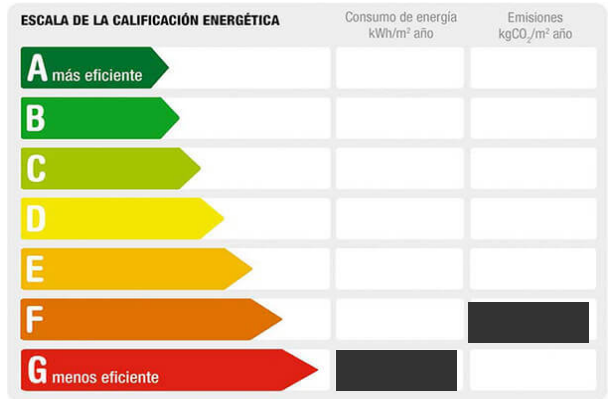 ESCALA DE LA CALIFICACIÓN ENERGÉTICA
Consumo de energía
kWh/m² año
Emisiones
kgCO₂/m² año
A más eficiente
B
C
D
E
F
G menos eficiente